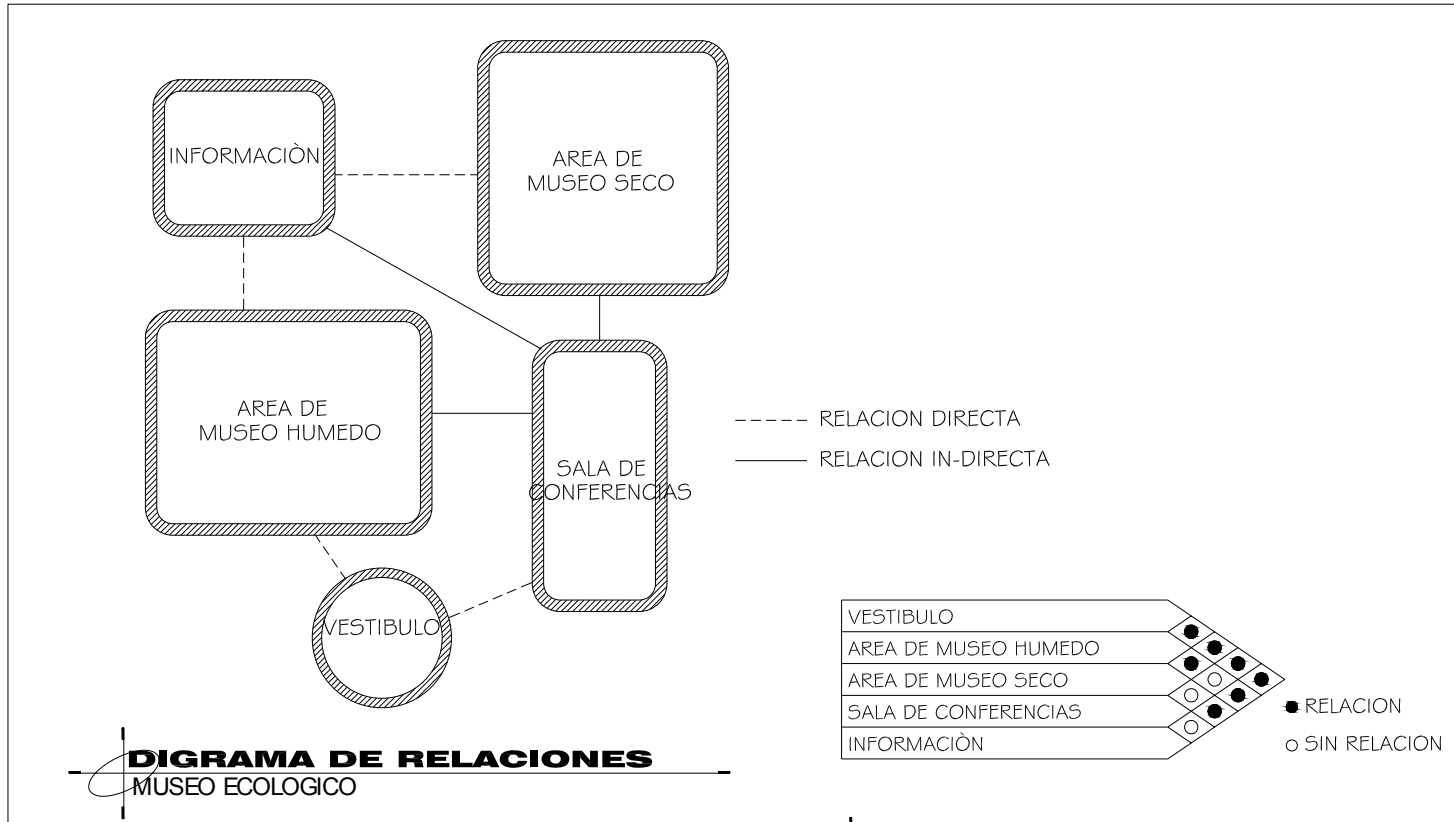 INFORMACIÒN
AREA DE
MUSEO SECO
AREA DE
MUSEO HUMEDO
SALA DE
CONFERENCIAS
VESTIBULO
RELACION DIRECTA
RELACION IN-DIRECTA
VESTIBULO
AREA DE MUSEO HUMEDO
AREA DE MUSEO SECO
SALA DE CONFERENCIAS
INFORMACIÒN
RELACION
SIN RELACION
DIGRAMA DE RELACIONES
MUSEO ECOLOGICO